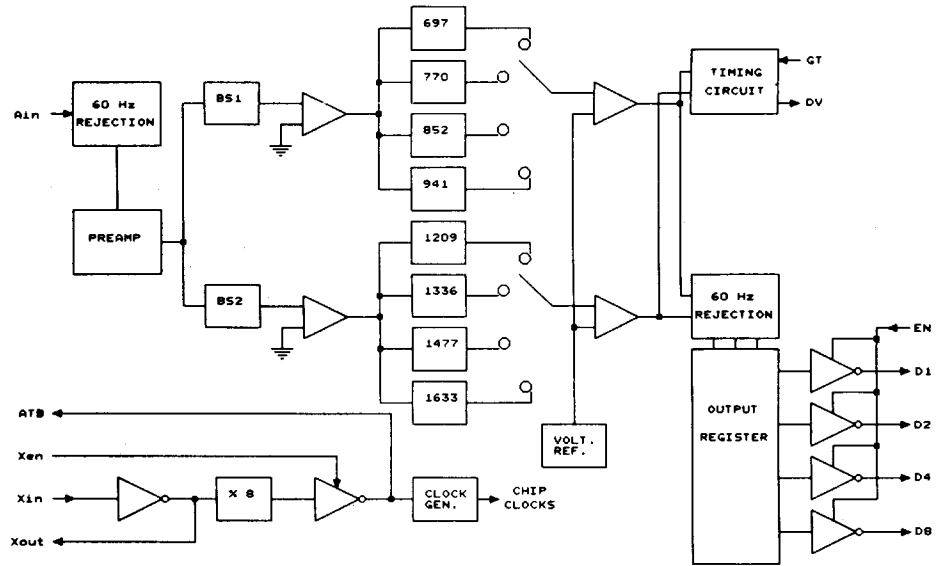 697
770
852
941
60 Hz
REJECTION
Ain
BS1
PREAMP
BS2
1209
1336
1477
1633
TIMING
CIRCUIT
GT
DV
60 Hz
REJECTION
EN
OUTPUT
REGISTER
D1
D2
D4
D8
VOLT.
REF.
ATB
Xen
Xin
X 8
CLOCK
GEN.
CHIP
CLOCKS
Xout